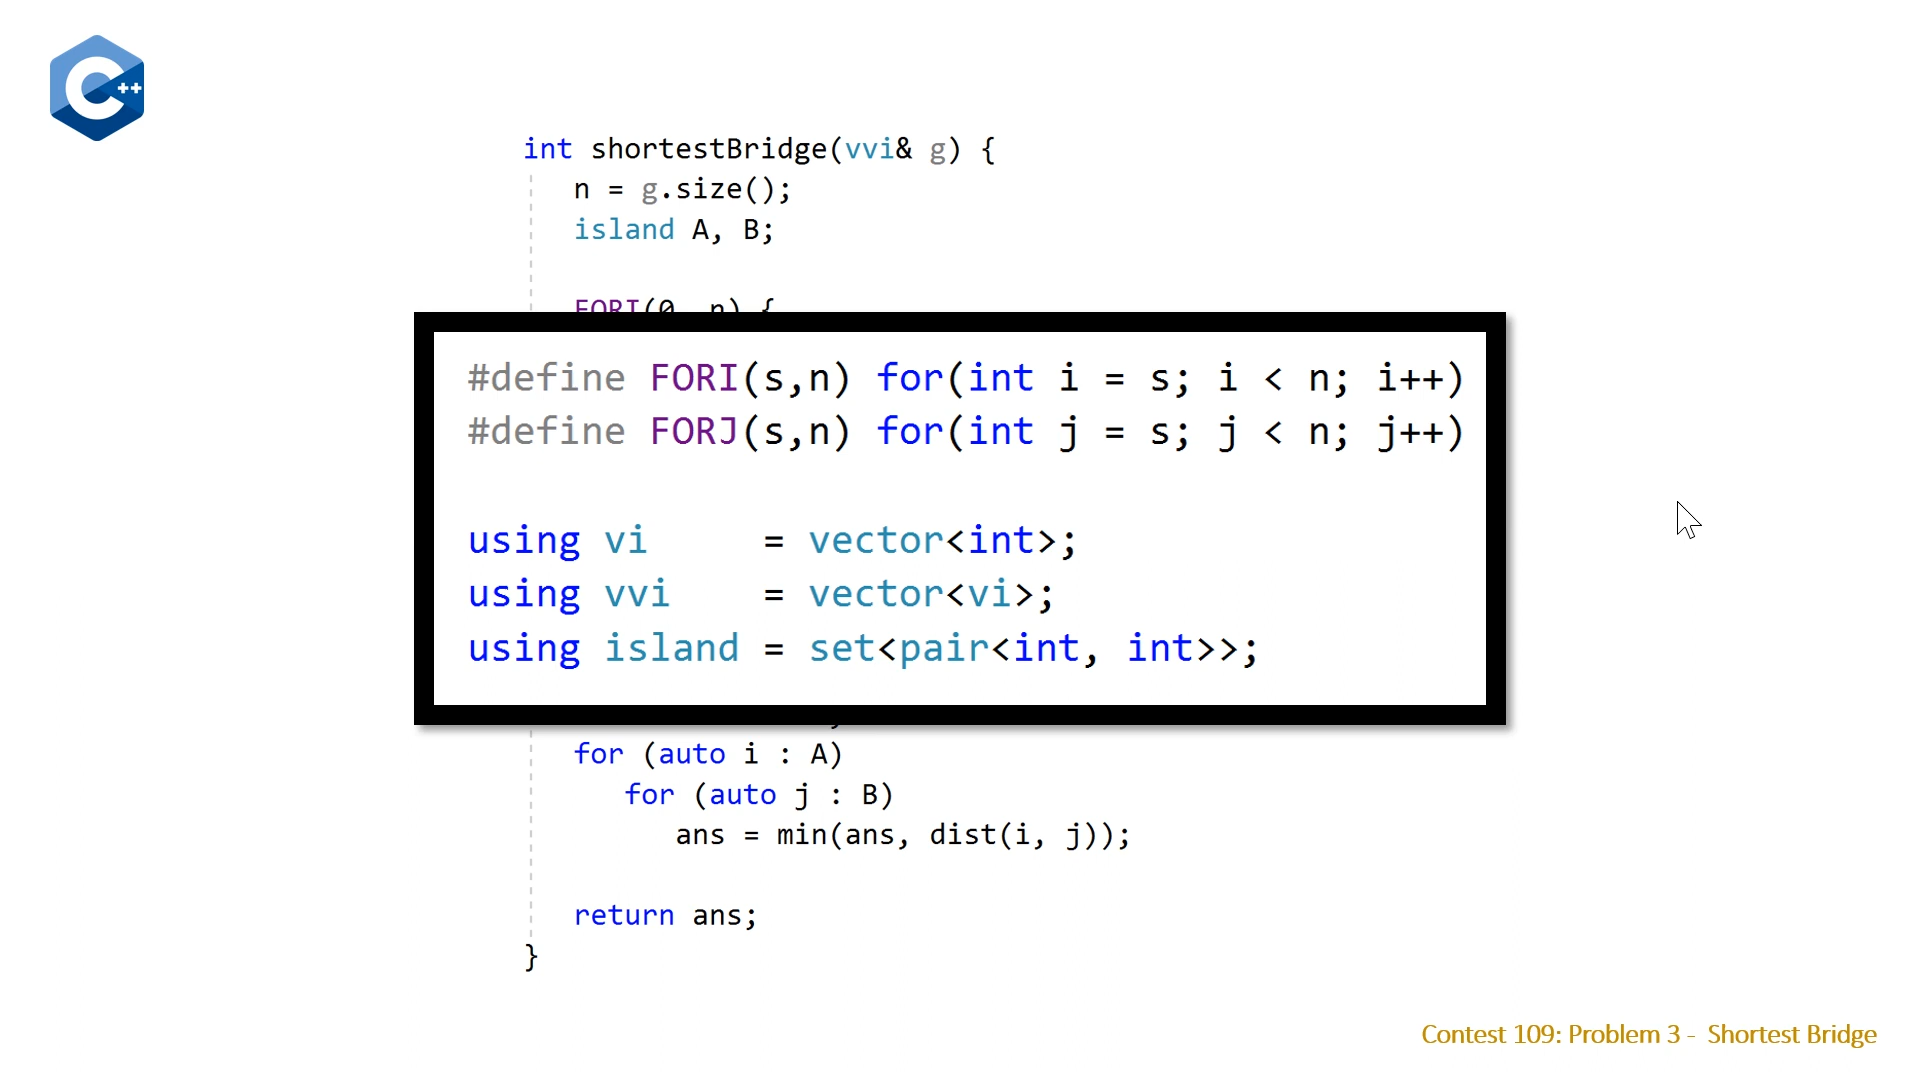 C++
int shortestBridge(vvi& g) {
n = g.size();
island A, B;
FORI(0, n) {
#define FORI(s,n) for(int i = s; i < n; i++)
#define FORJ(s,n) for(int j = s; j < n; j++)
using vi = vector<int>;
using vvi = vector<vi>;
using island = set<pair<int, int>>;
for (auto i : A)
for (auto j : B)
ans = min(ans, dist(i, j));
return ans;
}
Contest 109: Problem 3 - Shortest Bridge